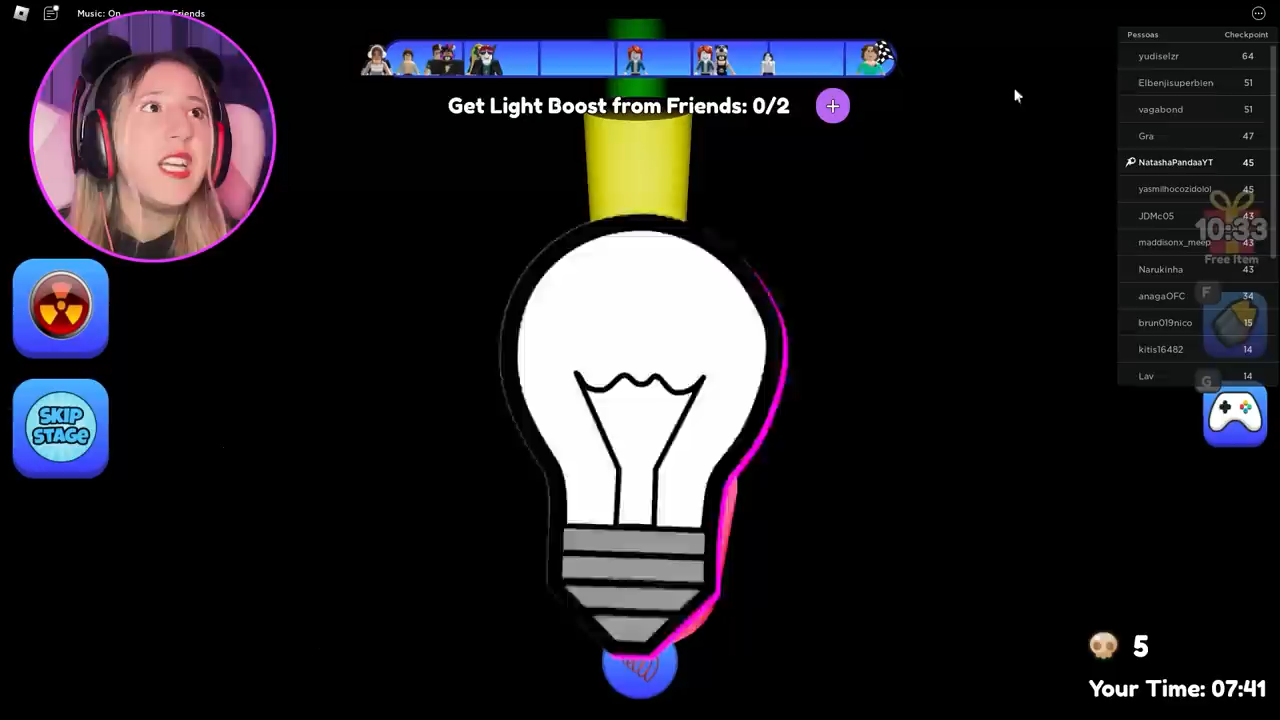 Music: On
Friends
Get Light Boost from Friends: 0/2
+
Pessoas Checkpoint
yudiselzr 64
Elbenjisuperbien 51
vagabond 51
Gra 47
NatashaPandaaYT 45
yasmilhocozidolol 45
JDMc05 43
maddisonx_meep 43
Narukinha 43
anagaOFC 34
brun019nico 15
kitis16482 14
Lav 14
10:33
Free Item
F
G
SKIP
STAGE
5
Your Time: 07:41